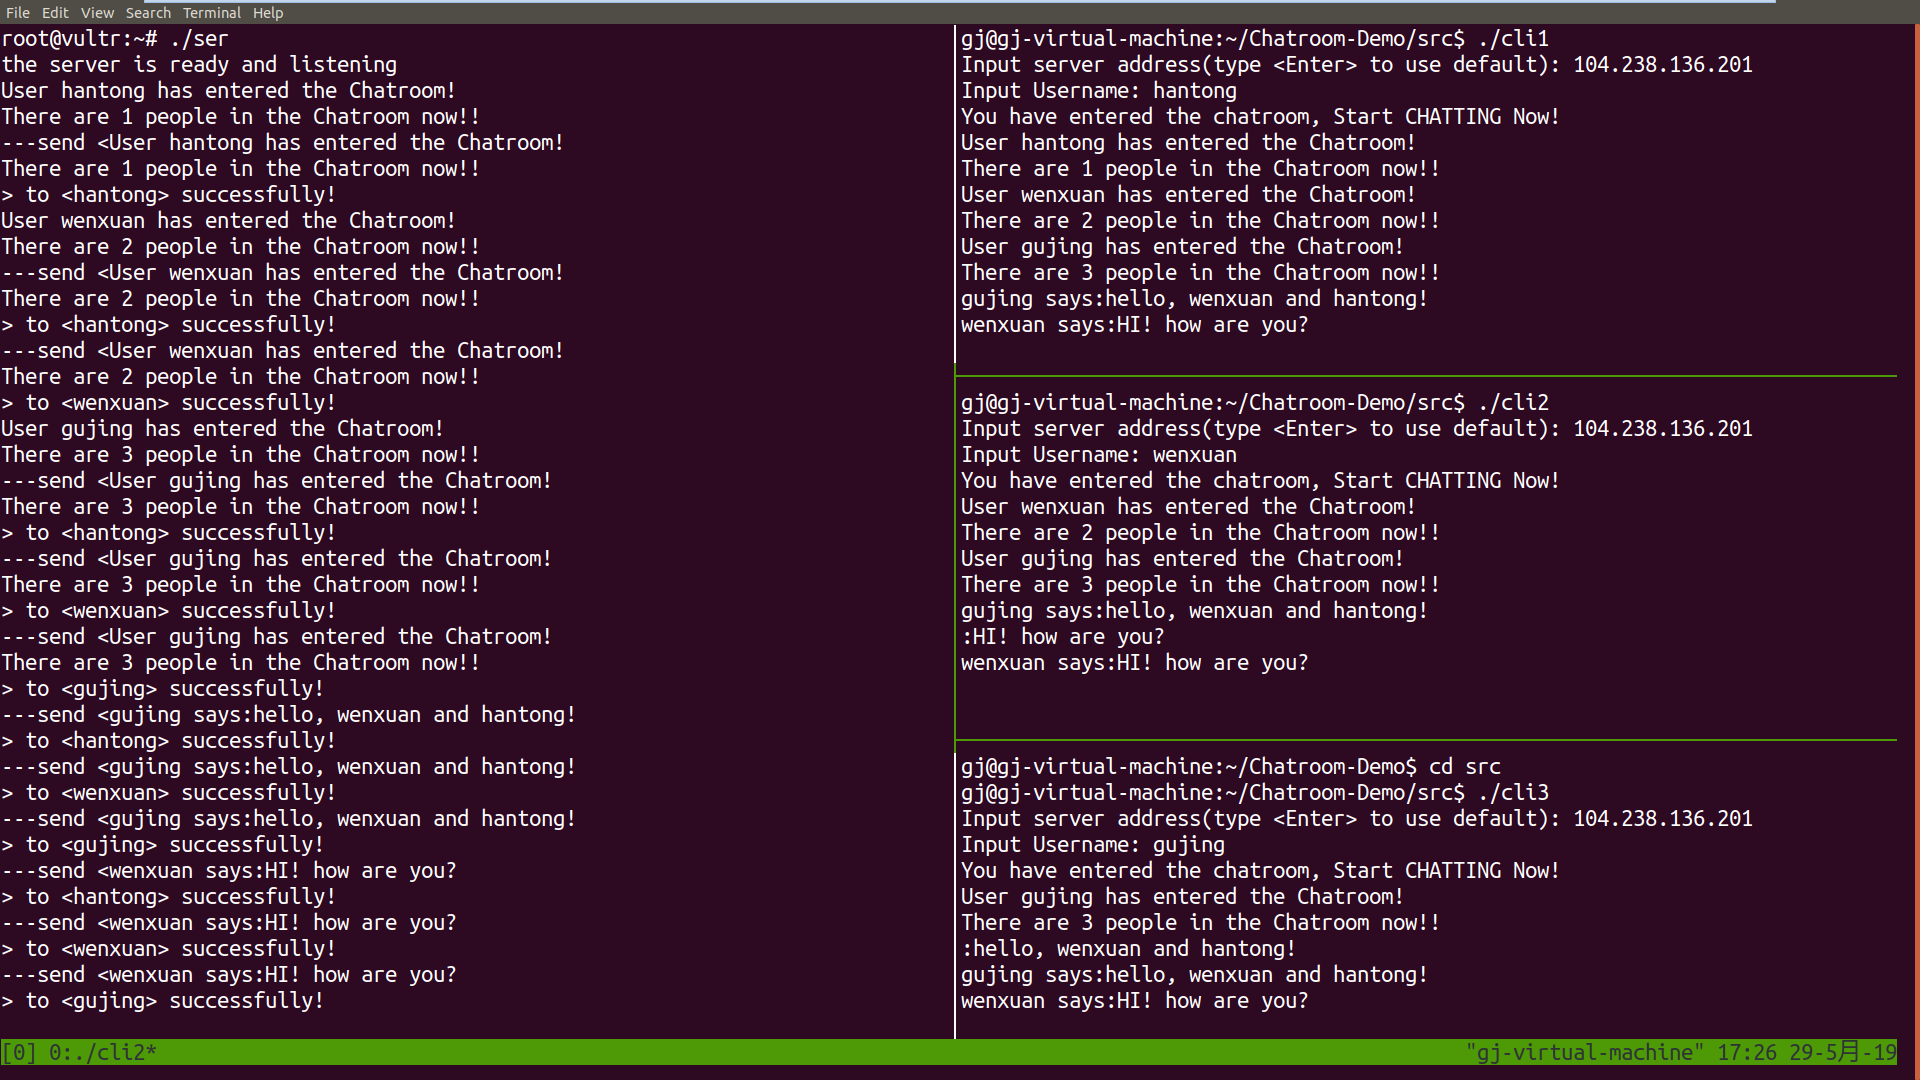 File Edit View Search Terminal Help
root@vultr:~# ./ser
the server is ready and listening
User hantong has entered the Chatroom!
There are 1 people in the Chatroom now!!
---send <User hantong has entered the Chatroom!
There are 1 people in the Chatroom now!!
> to <hantong> successfully!
User wenxuan has entered the Chatroom!
There are 2 people in the Chatroom now!!
---send <User wenxuan has entered the Chatroom!
There are 2 people in the Chatroom now!!
> to <hantong> successfully!
---send <User wenxuan has entered the Chatroom!
There are 2 people in the Chatroom now!!
> to <wenxuan> successfully!
User gujing has entered the Chatroom!
There are 3 people in the Chatroom now!!
---send <User gujing has entered the Chatroom!
There are 3 people in the Chatroom now!!
> to <hantong> successfully!
---send <User gujing has entered the Chatroom!
There are 3 people in the Chatroom now!!
> to <wenxuan> successfully!
---send <User gujing has entered the Chatroom!
There are 3 people in the Chatroom now!!
> to <gujing> successfully!
---send <gujing says:hello, wenxuan and hantong!
> to <hantong> successfully!
---send <gujing says:hello, wenxuan and hantong!
> to <wenxuan> successfully!
---send <gujing says:hello, wenxuan and hantong!
> to <gujing> successfully!
---send <wenxuan says:HI! how are you?
> to <hantong> successfully!
---send <wenxuan says:HI! how are you?
> to <wenxuan> successfully!
---send <wenxuan says:HI! how are you?
> to <gujing> successfully!
gj@gj-virtual-machine:~/Chatroom-Demo/src$ ./cli1
Input server address(type <Enter> to use default): 104.238.136.201
Input Username: hantong
You have entered the chatroom, Start CHATTING Now!
User hantong has entered the Chatroom!
There are 1 people in the Chatroom now!!
User wenxuan has entered the Chatroom!
There are 2 people in the Chatroom now!!
User gujing has entered the Chatroom!
There are 3 people in the Chatroom now!!
gujing says:hello, wenxuan and hantong!
wenxuan says:HI! how are you?
gj@gj-virtual-machine:~/Chatroom-Demo/src$ ./cli2
Input server address(type <Enter> to use default): 104.238.136.201
Input Username: wenxuan
You have entered the chatroom, Start CHATTING Now!
User wenxuan has entered the Chatroom!
There are 2 people in the Chatroom now!!
User gujing has entered the Chatroom!
There are 3 people in the Chatroom now!!
gujing says:hello, wenxuan and hantong!
:HI! how are you?
wenxuan says:HI! how are you?
gj@gj-virtual-machine:~/Chatroom-Demo$ cd src
gj@gj-virtual-machine:~/Chatroom-Demo/src$ ./cli3
Input server address(type <Enter> to use default): 104.238.136.201
Input Username: gujing
You have entered the chatroom, Start CHATTING Now!
User gujing has entered the Chatroom!
There are 3 people in the Chatroom now!!
:hello, wenxuan and hantong!
gujing says:hello, wenxuan and hantong!
wenxuan says:HI! how are you?
[0] 0:./cli2* "gj-virtual-machine" 17:26 29-5月-19